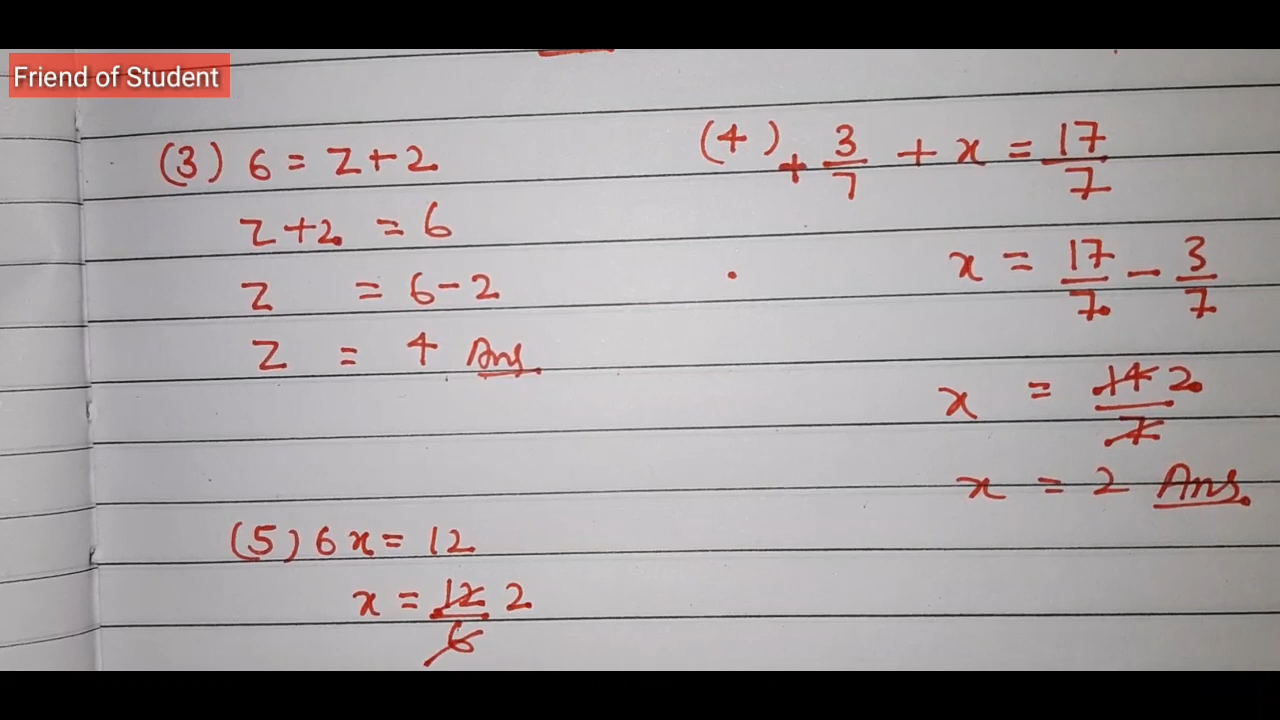 Friend of Student
(3) 6 = z + 2
z + 2 = 6
z = 6 - 2
z = 4 Ans.
(4) + 3/7 + x = 17/7
x = 17/7 - 3/7
x = 14/7 2
x = 2 Ans.
(5) 6x = 12
x = 12/6 2